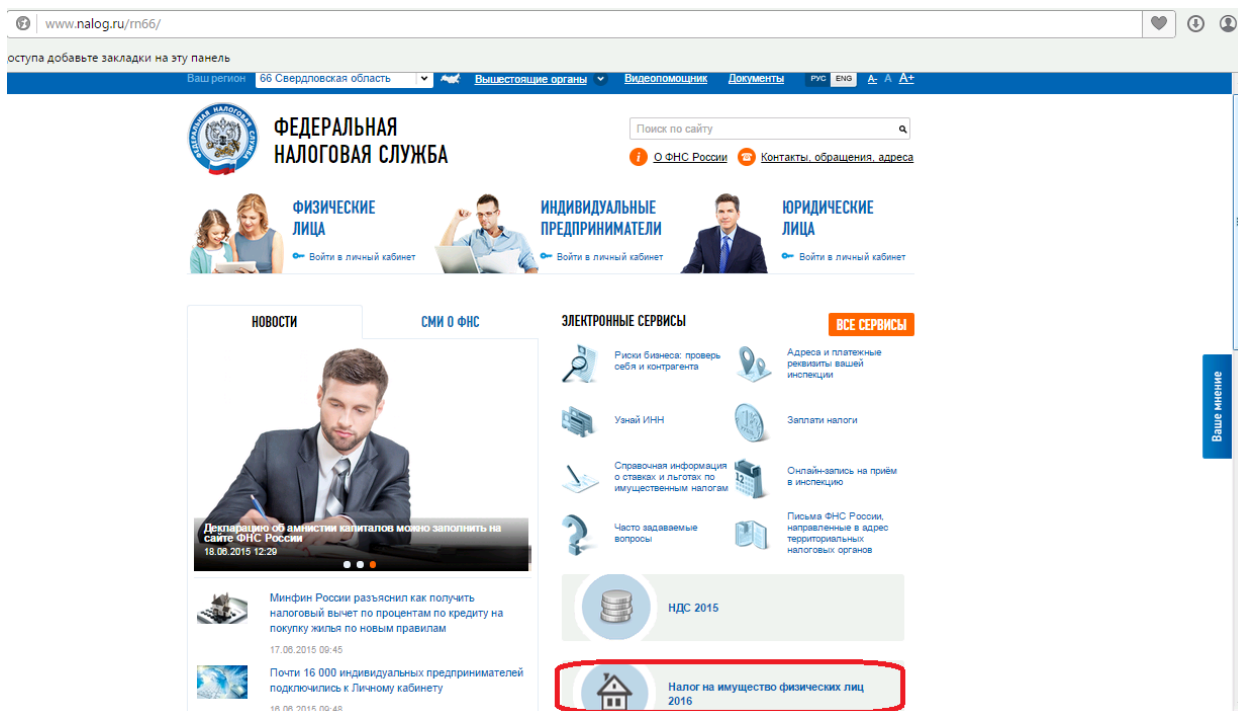 www.nalog.ru/rn66/
доступа добавьте закладки на эту панель
Ваш регион 66 Свердловская область Вышестоящие органы Видеопомощник Документы РУС ENG A- A A+
ФЕДЕРАЛЬНАЯ
НАЛОГОВАЯ СЛУЖБА
Поиск по сайту
О ФНС России Контакты, обращения, адреса
ФИЗИЧЕСКИЕ
ЛИЦА
Войти в личный кабинет
ИНДИВИДУАЛЬНЫЕ
ПРЕДПРИНИМАТЕЛИ
Войти в личный кабинет
ЮРИДИЧЕСКИЕ
ЛИЦА
Войти в личный кабинет
НОВОСТИ
СМИ О ФНС
Декларацию об амнистии капиталов можно заполнить на
сайте ФНС России
18.06.2015 12:29
Минфин России разъяснил как получить
налоговый вычет по процентам по кредиту на
покупку жилья по новым правилам
17.06.2015 09:45
Почти 16 000 индивидуальных предпринимателей
подключились к Личному кабинету
16.06.2015 09:48
ЭЛЕКТРОННЫЕ СЕРВИСЫ
ВСЕ СЕРВИСЫ
Риски бизнеса: проверь
себя и контрагента
Адреса и платежные
реквизиты вашей
инспекции
Узнай ИНН
Заплати налоги
Справочная информация
о ставках и льготах по
имущественным налогам
12
Онлайн-запись на приём
в инспекцию
Часто задаваемые
вопросы
Письма ФНС России,
направленные в адрес
территориальных
налоговых органов
НДС 2015
Налог на имущество физических лиц
2016
Ваше мнение